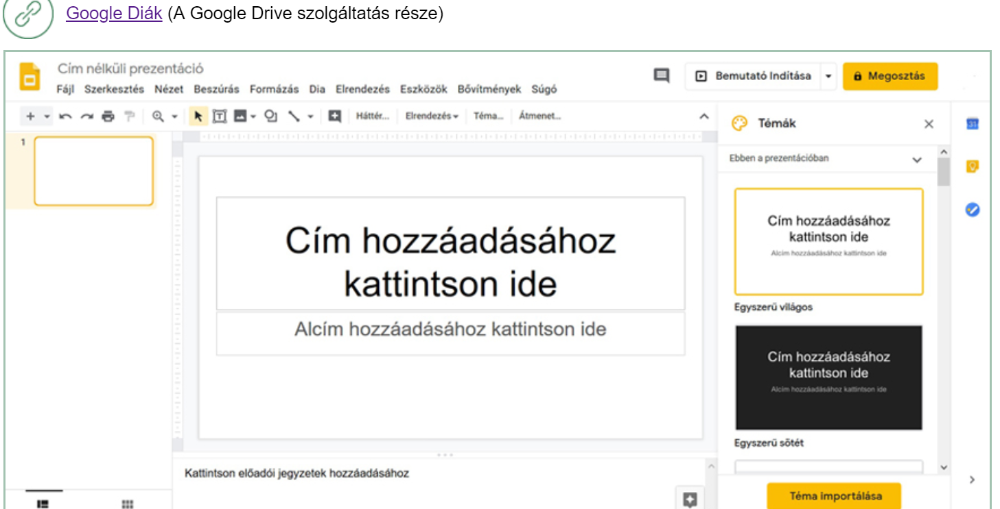 Google Diák (A Google Drive szolgáltatás része)
Cím nélküli prezentáció
Fájl Szerkesztés Nézet Beszúrás Formázás Dia Elrendezés Eszközök Bővítmények Súgó
Bemutató Indítása
Megosztás
Háttér... Elrendezés Téma... Átmenet...
1
Cím hozzáadásához
kattintson ide
Alcím hozzáadásához kattintson ide
Kattintson előadói jegyzetek hozzáadásához
Témák
Ebben a prezentációban
Cím hozzáadásához
kattintson ide
Alcím hozzáadásához kattintson ide
Egyszerű világos
Cím hozzáadásához
kattintson ide
Alcím hozzáadásához kattintson ide
Egyszerű sötét
Téma importálása
31